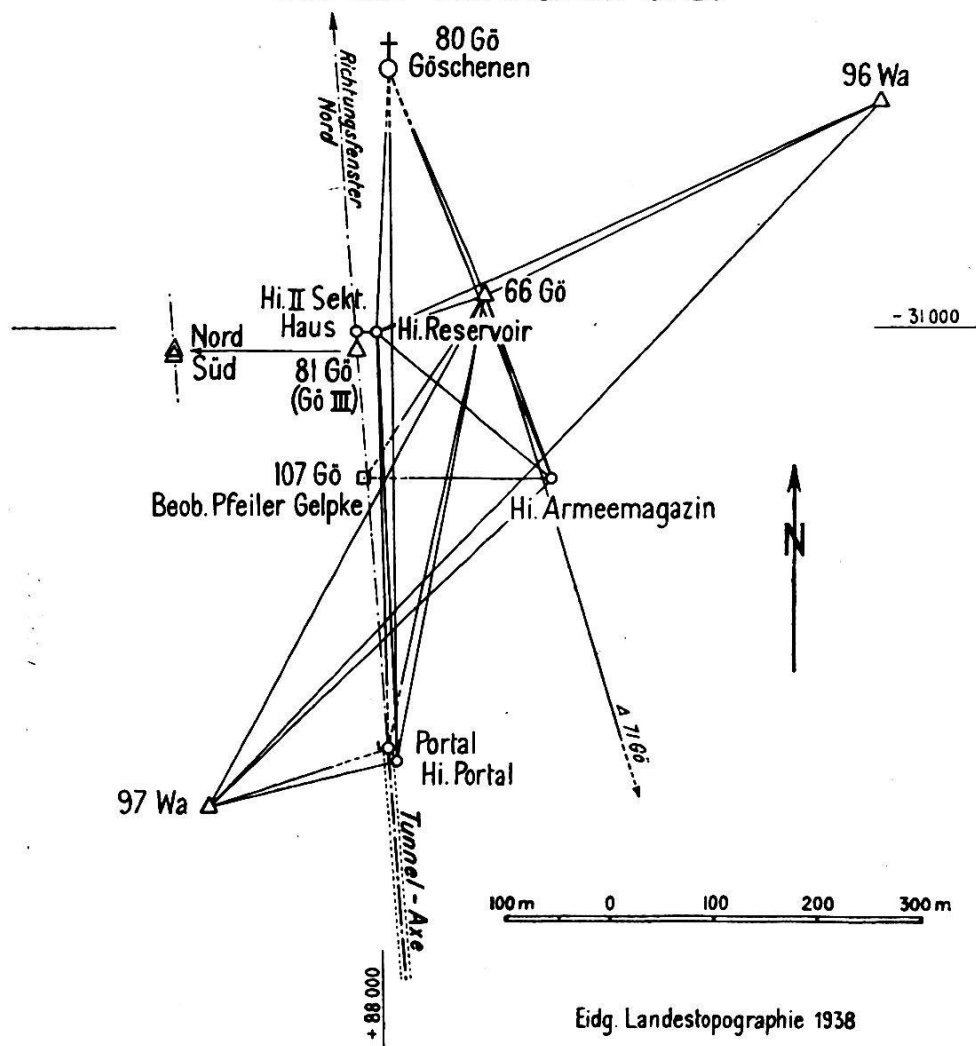 80 Gö
Göschenen
96 Wa
Richtungsfenster
Nord
66 Gö
Hi. II Sekt.
Haus
Hi. Reservoir
- 31 000
Nord
Süd
81 Gö
(Gö III)
107 Gö
Beob. Pfeiler Gelpke
Hi. Armeemagazin
N
Δ 71 Gö
Portal
Hi. Portal
97 Wa
Tunnel - Axe
100 m 0 100 200 300 m
+ 88 000
Eidg. Landestopographie 1938